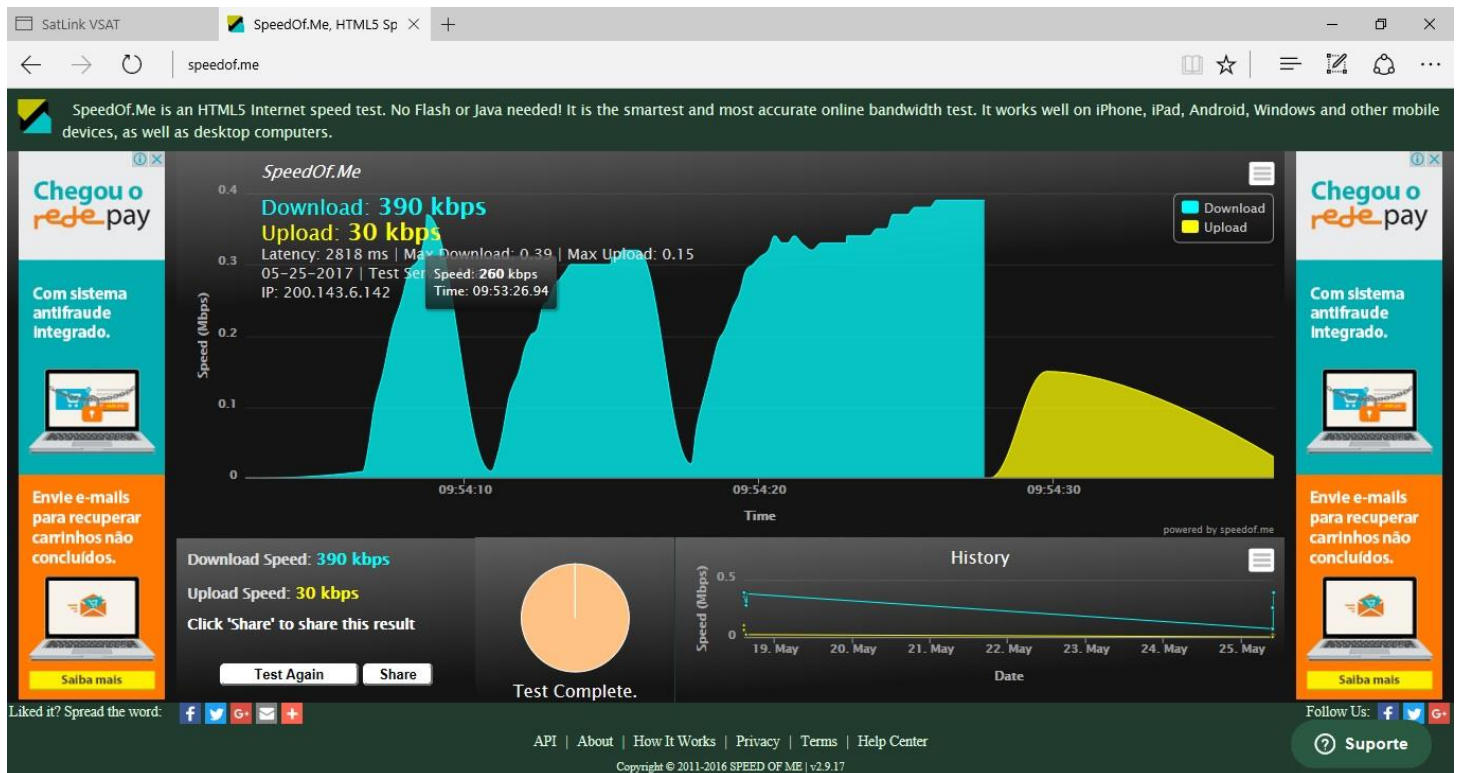 SatLink VSAT
SpeedOf.Me, HTML5 Sp
speedof.me
SpeedOf.Me is an HTML5 Internet speed test. No Flash or Java needed! It is the smartest and most accurate online bandwidth test. It works well on iPhone, iPad, Android, Windows and other mobile
devices, as well as desktop computers.
Chegou o
rede pay
Com sistema
antifraude
integrado.
Envie e-mails
para recuperar
carrinhos não
concluídos.
Saiba mais
SpeedOf.Me
Download: 390 kbps
Upload: 30 kbps
Latency: 2818 ms | Max Download: 0.39 | Max Upload: 0.15
05-25-2017 | Test Ser
IP: 200.143.6.142
Speed: 260 kbps
Time: 09:53:26.94
Download
Upload
Speed (Mbps)
0.4
0.3
0.2
0.1
0
09:54:10 09:54:20 09:54:30
Time
powered by speedof.me
Download Speed: 390 kbps
Upload Speed: 30 kbps
Click 'Share' to share this result
Test Again Share
Test Complete.
History
Speed (Mbps)
0.5
0
19. May 20. May 21. May 22. May 23. May 24. May 25. May
Date
Chegou o
rede pay
Com sistema
antifraude
integrado.
Envie e-mails
para recuperar
carrinhos não
concluídos.
Saiba mais
Liked it? Spread the word:
Follow Us:
API | About | How It Works | Privacy | Terms | Help Center
Copyright © 2011-2016 SPEED OF ME | v2.9.17
Suporte